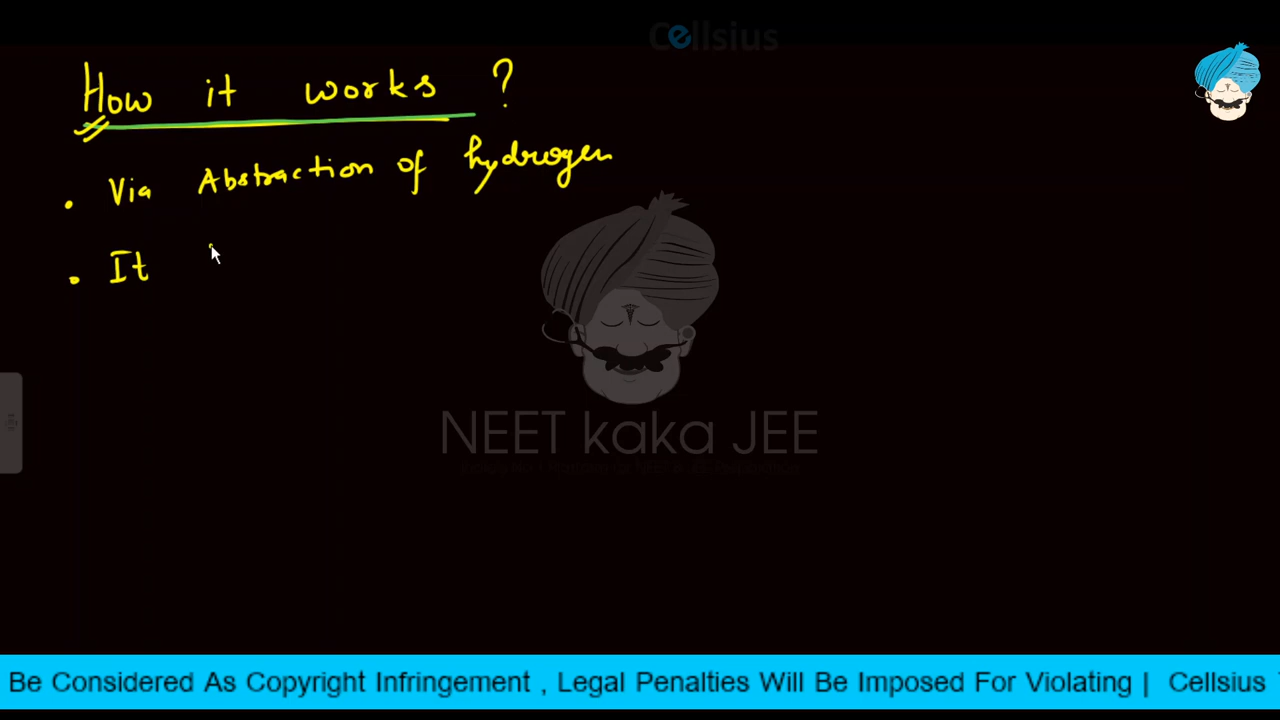 Cellsius
How it works ?
. Via Abstraction of hydrogen
. It
NEET kaka JEE
Be Considered As Copyright Infringement , Legal Penalties Will Be Imposed For Violating | Cellsius